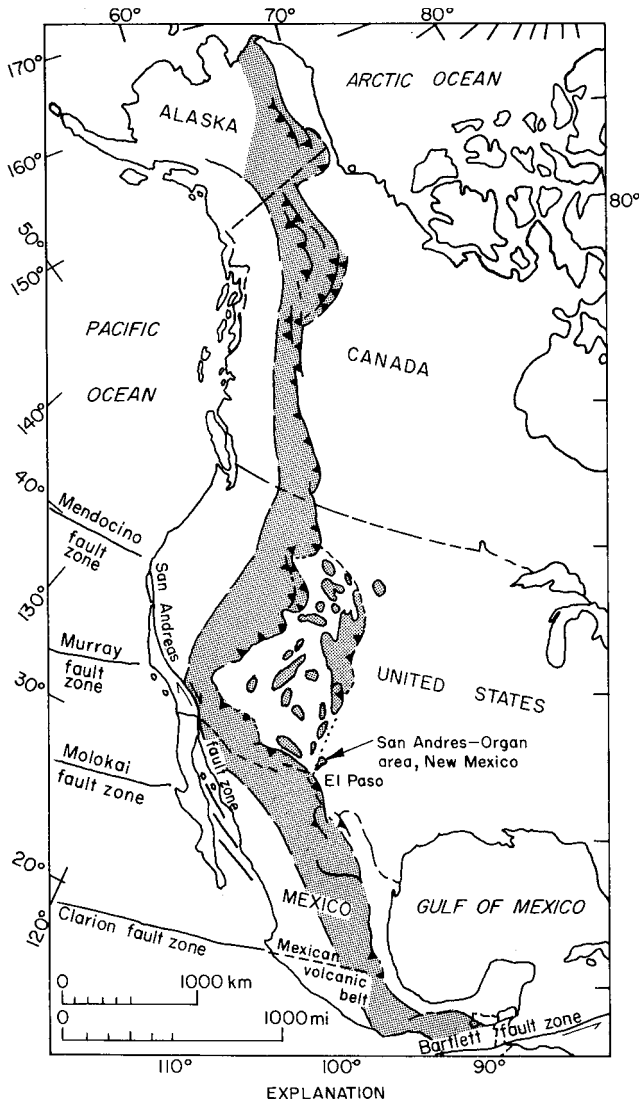 60°
70°
80°
170°
ARCTIC OCEAN
ALASKA
160°
80°
50°
150°
PACIFIC
OCEAN
CANADA
140°
40°
Mendocino
fault
zone
San Andreas
130°
Murray
fault
zone
UNITED STATES
30°
San Andres-Organ
area, New Mexico
El Paso
Molokai
fault zone
fault
zone
20°
MEXICO
GULF OF MEXICO
120°
Clarion fault zone
Mexican
volcanic
belt
0
1000 km
0
1000 mi
Bartlett fault zone
110°
100°
90°
EXPLANATION